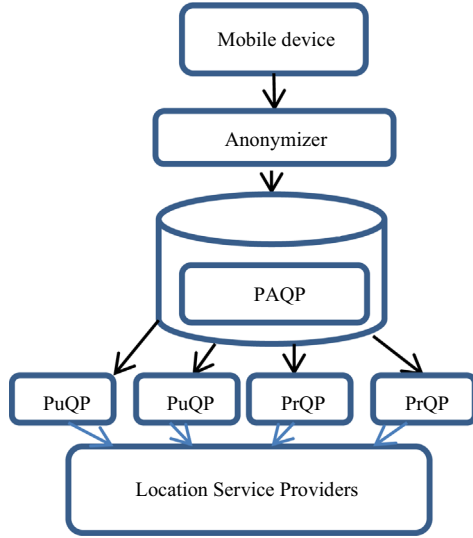 Mobile device
Anonymizer
PAQP
PuQP
PuQP
PrQP
PrQP
Location Service Providers